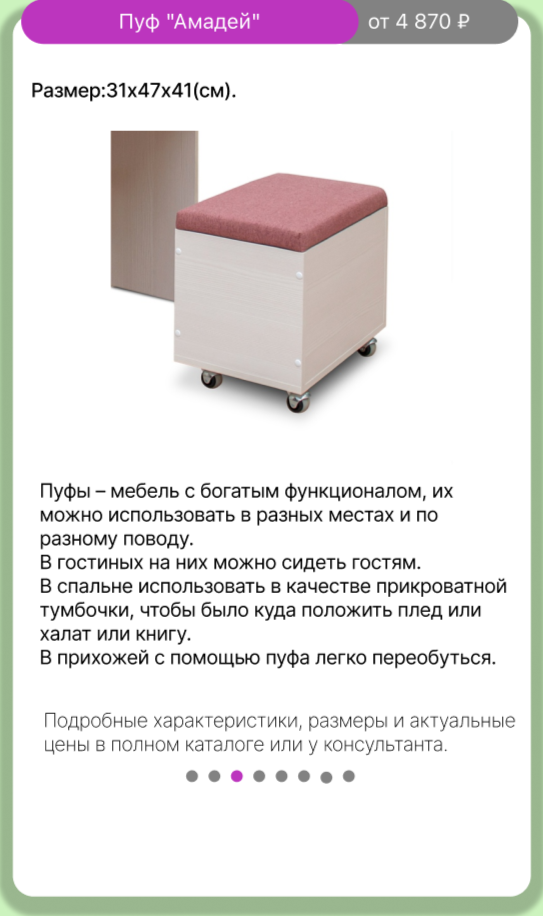 Пуф "Амадей"
от 4 870 ₽
Размер:31х47х41(см).
Пуфы – мебель с богатым функционалом, их
можно использовать в разных местах и по
разному поводу.
В гостиных на них можно сидеть гостям.
В спальне использовать в качестве прикроватной
тумбочки, чтобы было куда положить плед или
халат или книгу.
В прихожей с помощью пуфа легко переобуться.
Подробные характеристики, размеры и актуальные
цены в полном каталоге или у консультанта.